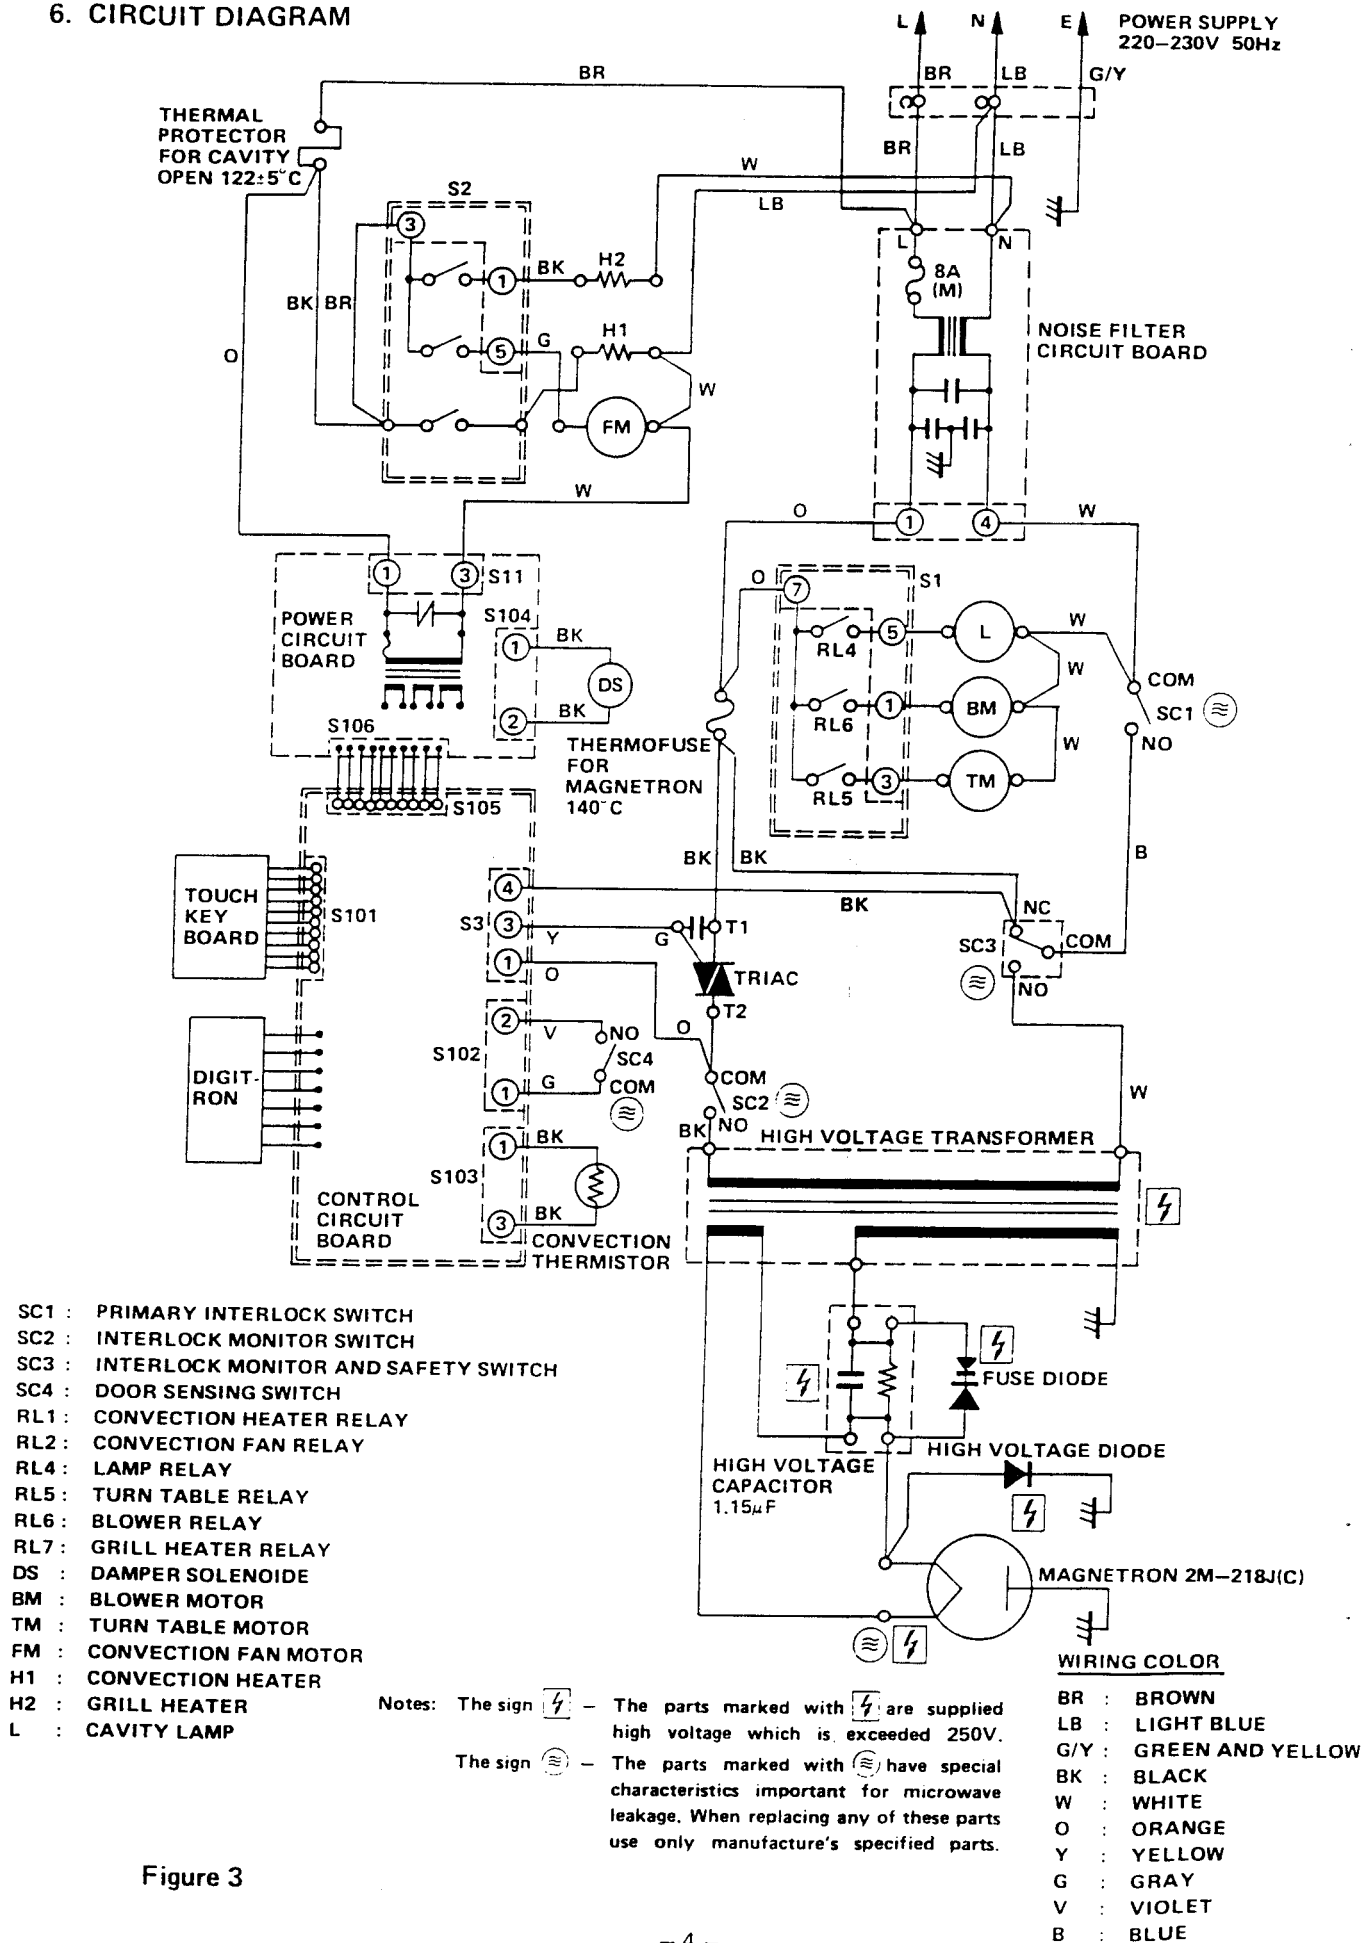 6. CIRCUIT DIAGRAM
L N E POWER SUPPLY
220–230V 50Hz
BR LB G/Y
BR
THERMAL
PROTECTOR
FOR CAVITY
OPEN 122±5°C
BR LB
W
LB
S2
3
L N
BK H2
1
8A
(M)
BK BR
H1
G
5
NOISE FILTER
CIRCUIT BOARD
O
W
FM
W
O 1 4 W
1 3 S11
O 7 S1
POWER
CIRCUIT
BOARD
S104
1 BK
DS
2 BK
RL4 5 L W
W
COM
SC1
NO
RL6 1 BM
W
RL5 3 TM
S106
THERMOFUSE
FOR
MAGNETRON
140°C
S105
BK BK
B
TOUCH
KEY
BOARD
S101
4
BK
NC
S3 3 Y G T1
SC3 COM
1 O
TRIAC
NO
T2
DIGIT-
RON
2 V NO
O
S102 SC4
1 G COM
COM
SC2
NO
W
BK
HIGH VOLTAGE TRANSFORMER
1 BK
S103
3 BK
CONTROL
CIRCUIT
BOARD
CONVECTION
THERMISTOR
SC1 : PRIMARY INTERLOCK SWITCH
SC2 : INTERLOCK MONITOR SWITCH
SC3 : INTERLOCK MONITOR AND SAFETY SWITCH
SC4 : DOOR SENSING SWITCH
RL1 : CONVECTION HEATER RELAY
RL2 : CONVECTION FAN RELAY
RL4 : LAMP RELAY
RL5 : TURN TABLE RELAY
RL6 : BLOWER RELAY
RL7 : GRILL HEATER RELAY
DS : DAMPER SOLENOIDE
BM : BLOWER MOTOR
TM : TURN TABLE MOTOR
FM : CONVECTION FAN MOTOR
H1 : CONVECTION HEATER
H2 : GRILL HEATER
L : CAVITY LAMP
FUSE DIODE
HIGH VOLTAGE DIODE
HIGH VOLTAGE
CAPACITOR
1.15µF
MAGNETRON 2M–218J(C)
Notes: The sign – The parts marked with are supplied
high voltage which is exceeded 250V.
The sign – The parts marked with have special
characteristics important for microwave
leakage. When replacing any of these parts
use only manufacture's specified parts.
WIRING COLOR
BR : BROWN
LB : LIGHT BLUE
G/Y : GREEN AND YELLOW
BK : BLACK
W : WHITE
O : ORANGE
Y : YELLOW
G : GRAY
V : VIOLET
B : BLUE
Figure 3
– 4 –